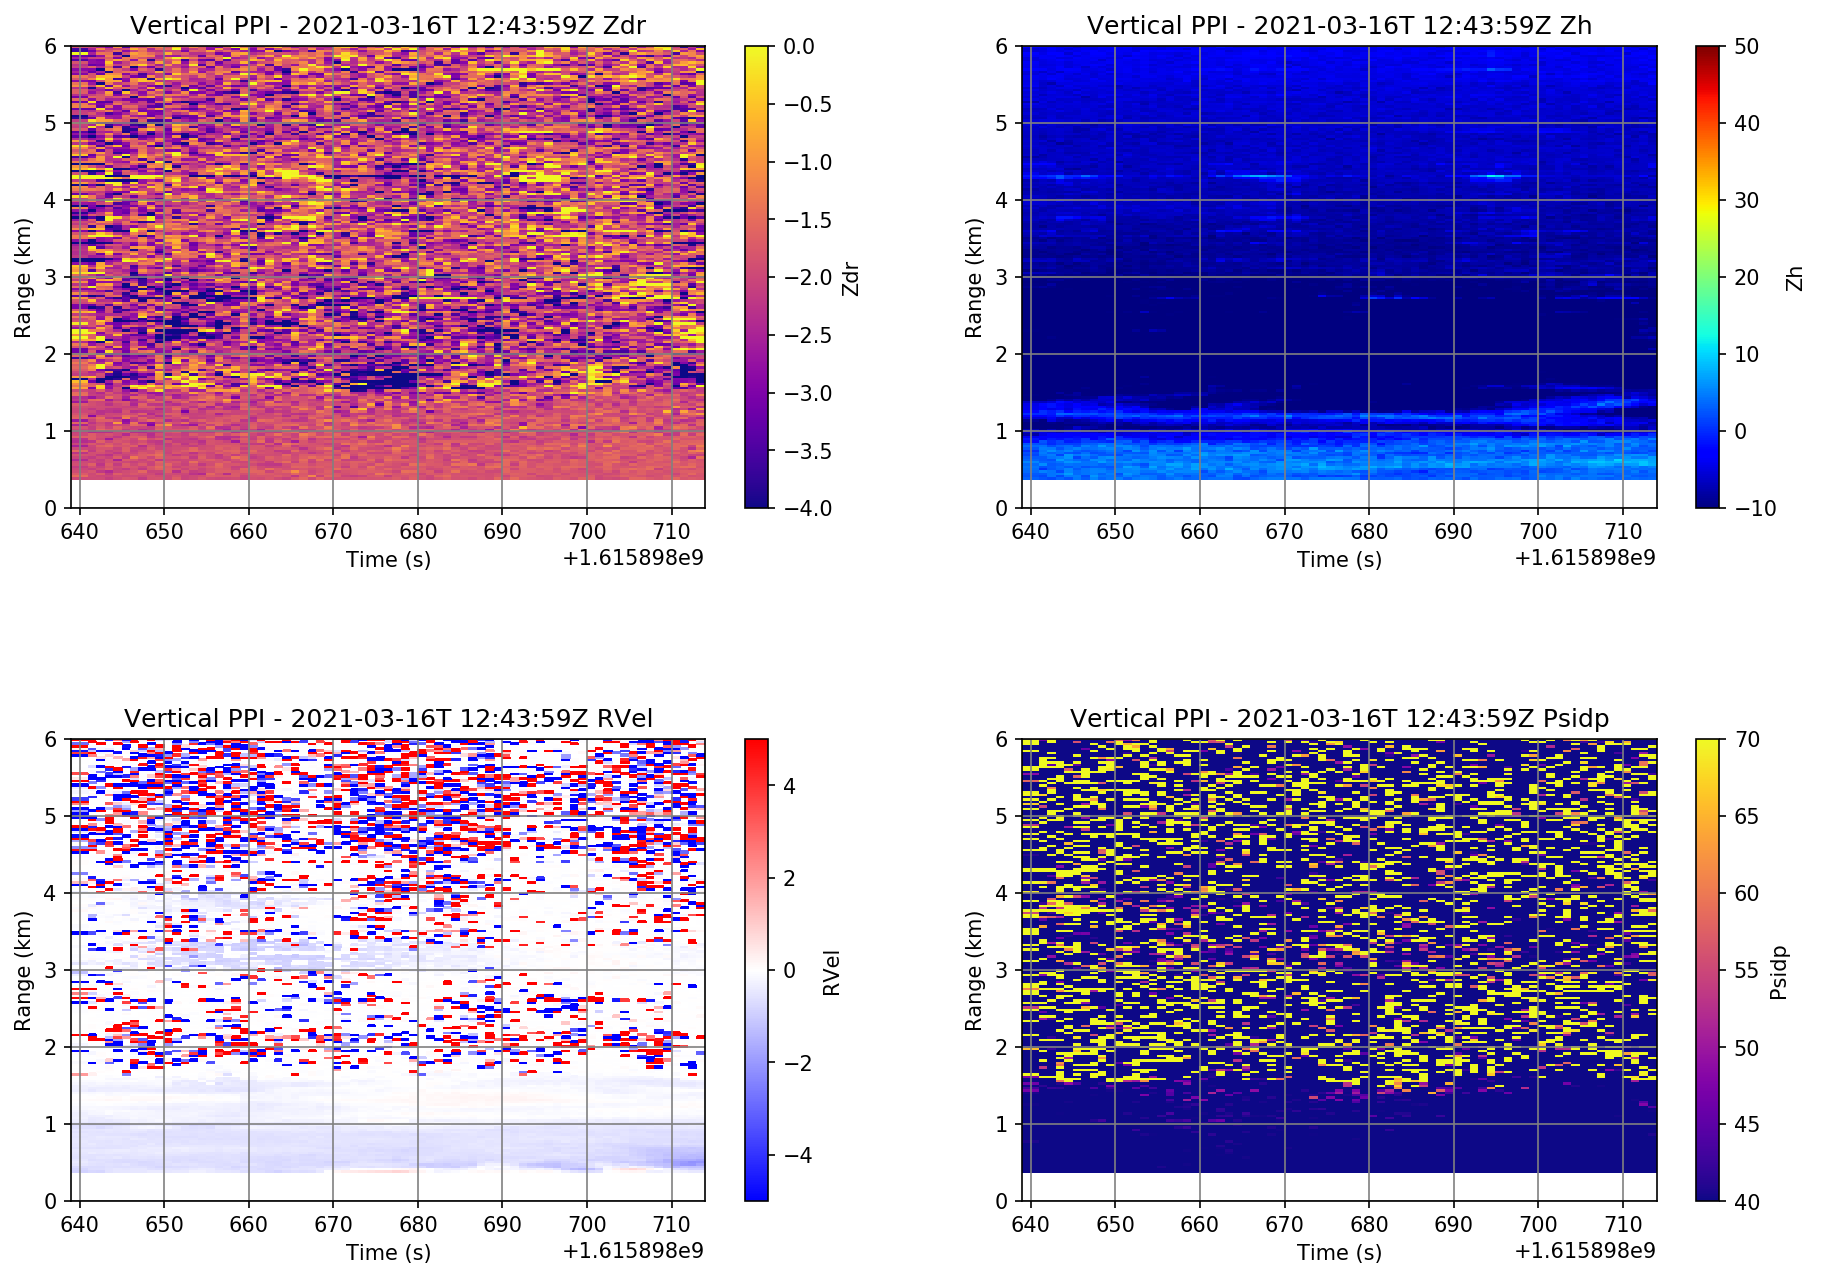 Vertical PPI - 2021-03-16T 12:43:59Z Zdr
6
5
4
3
2
1
0
Range (km)
640 650 660 670 680 690 700 710
Time (s)
+1.615898e9
0.0
−0.5
−1.0
−1.5
−2.0
−2.5
−3.0
−3.5
−4.0
Zdr
Vertical PPI - 2021-03-16T 12:43:59Z Zh
6
5
4
3
2
1
0
Range (km)
640 650 660 670 680 690 700 710
Time (s)
+1.615898e9
50
40
30
20
10
0
−10
Zh
Vertical PPI - 2021-03-16T 12:43:59Z RVel
6
5
4
3
2
1
0
Range (km)
640 650 660 670 680 690 700 710
Time (s)
+1.615898e9
4
2
0
−2
−4
RVel
Vertical PPI - 2021-03-16T 12:43:59Z Psidp
6
5
4
3
2
1
0
Range (km)
640 650 660 670 680 690 700 710
Time (s)
+1.615898e9
70
65
60
55
50
45
40
Psidp